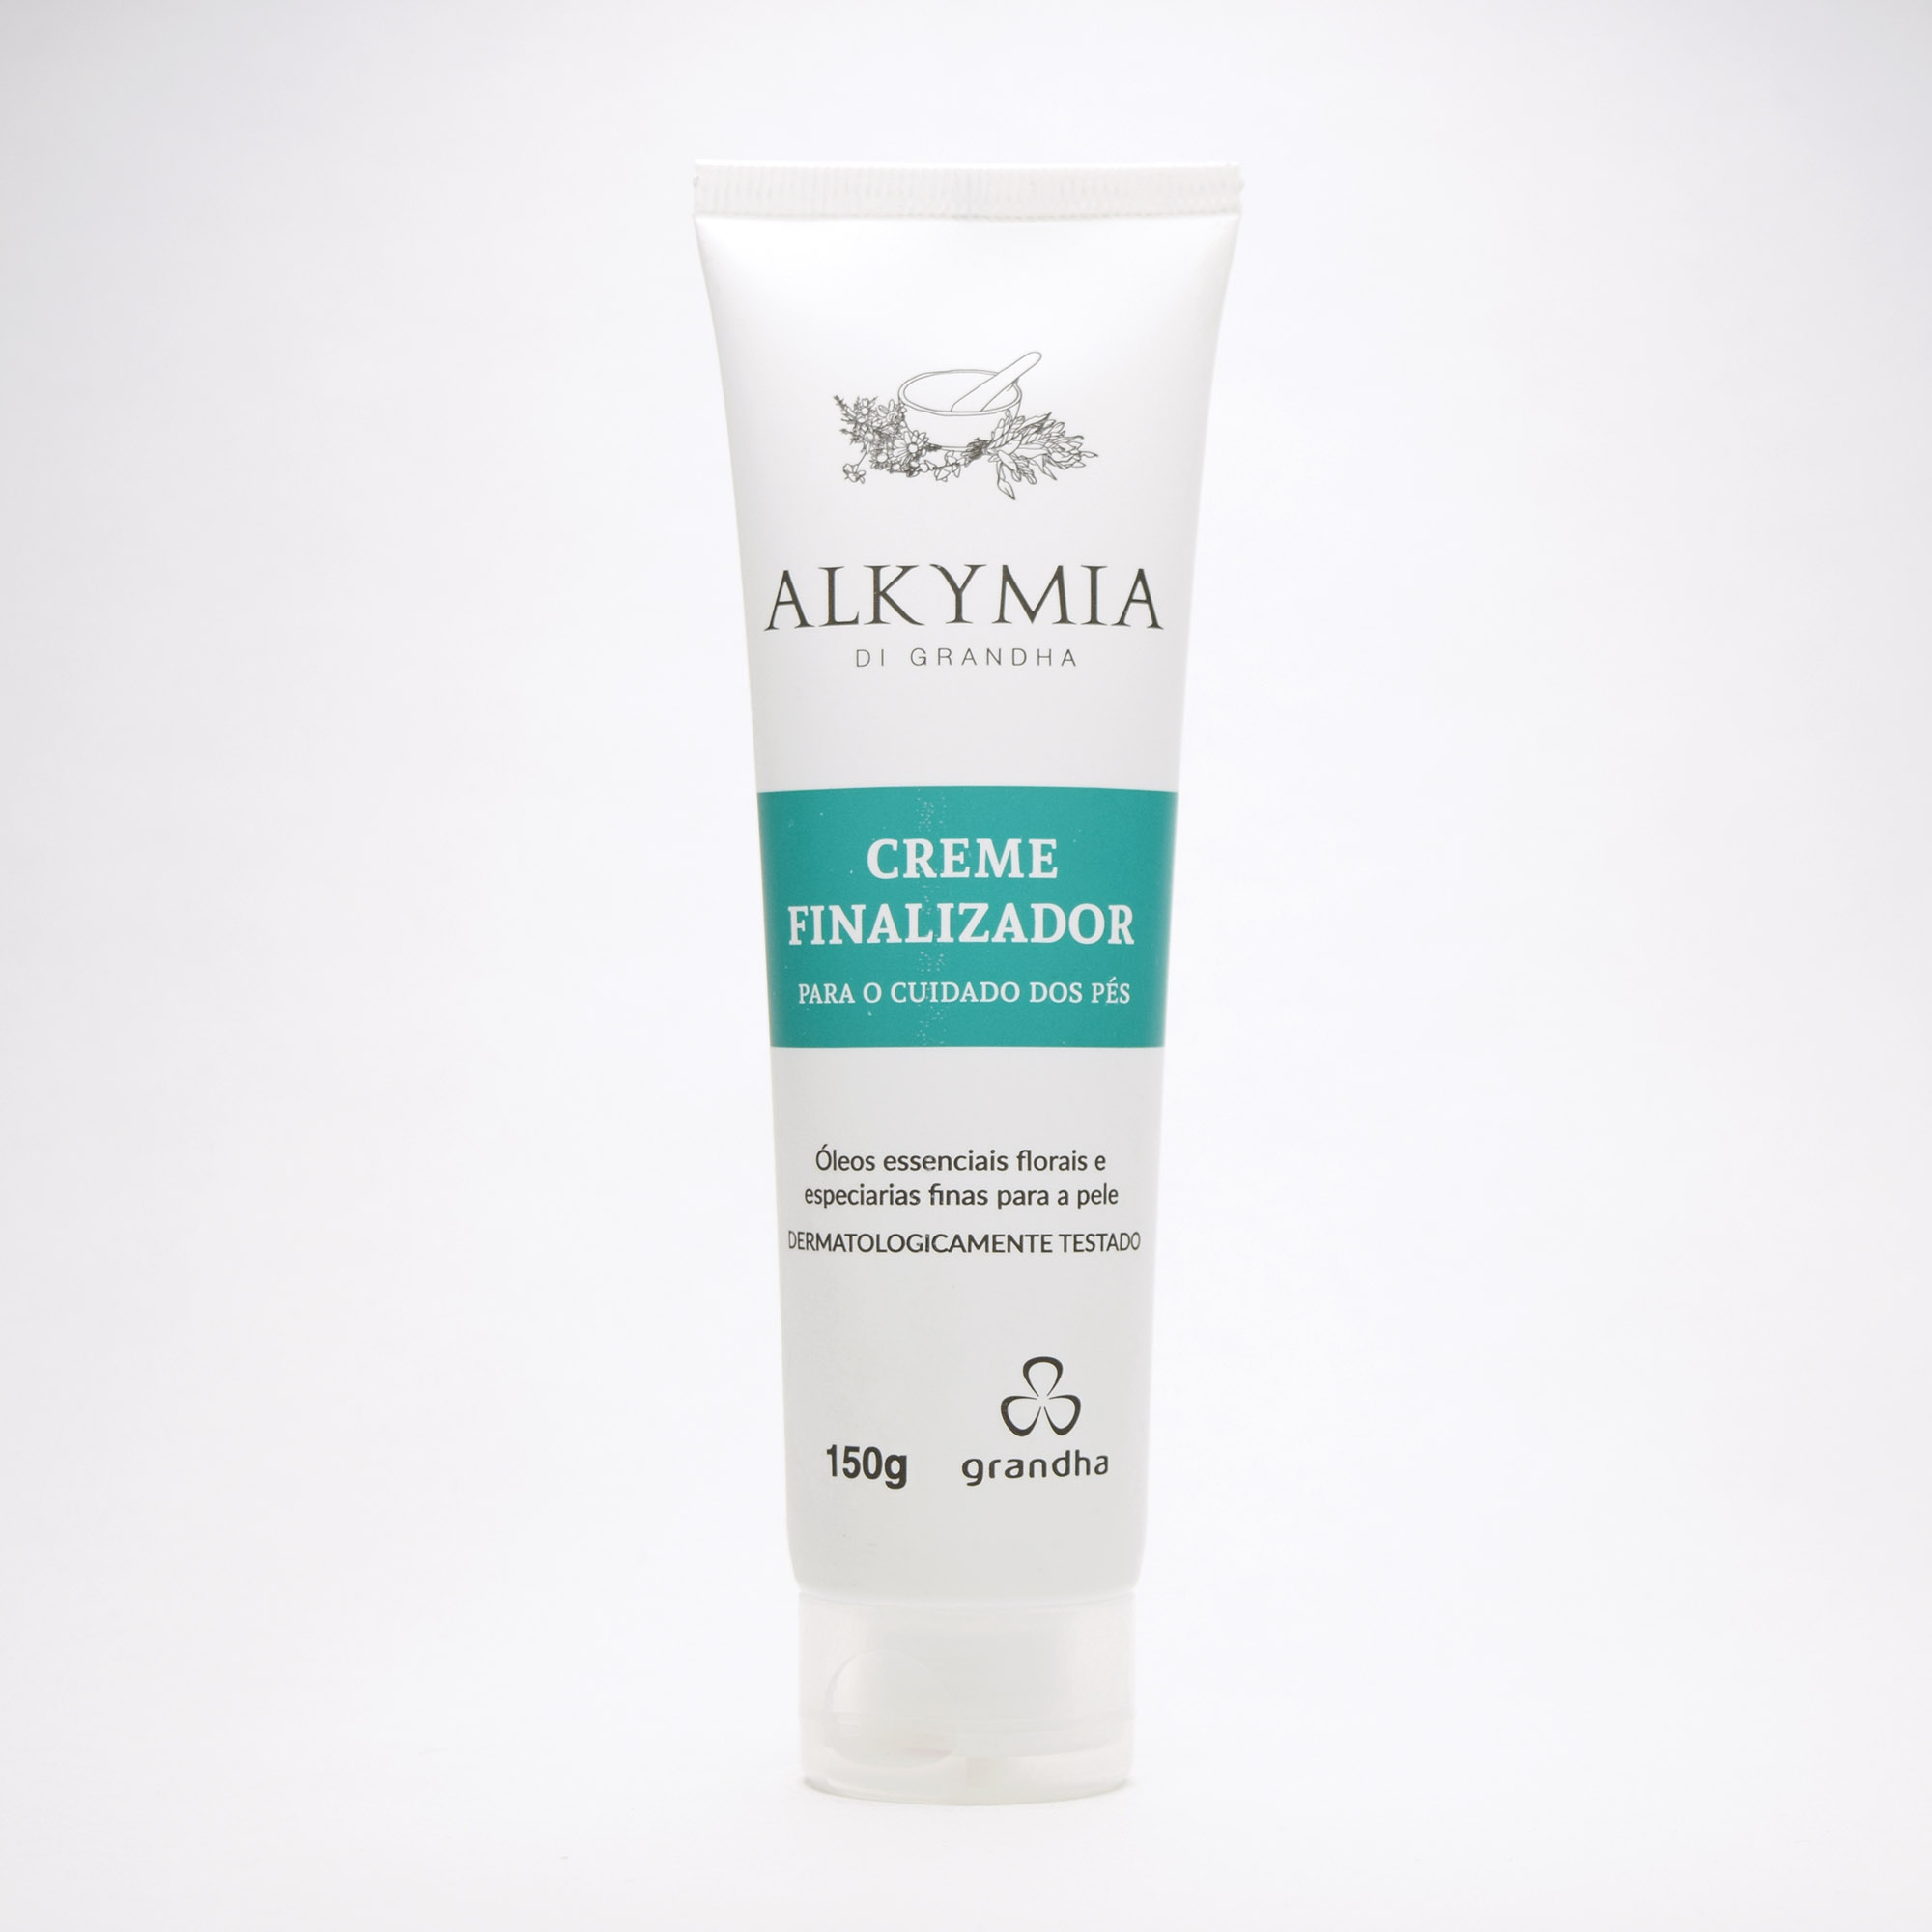 ALKYMIA
DI GRANDHA
CREME
FINALIZADOR
PARA O CUIDADO DOS PÉS
Óleos essenciais florais e
especiarias finas para a pele
DERMATOLOGICAMENTE TESTADO
150g
grandha